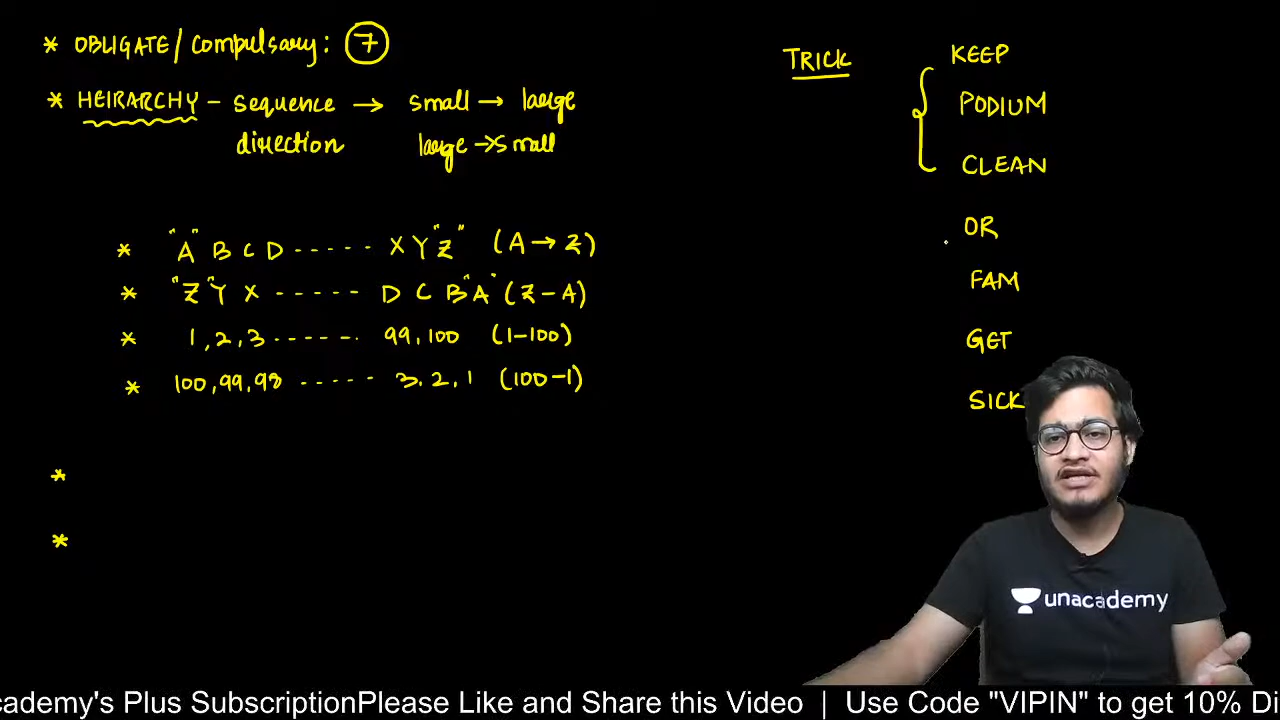 * OBLIGATE/Compulsary: 7
* HEIRARCHY - sequence → small → large
direction large → small
* "A" B C D ------ X Y "Z" (A → Z)
* "Z" Y X ------ D C B "A" (Z - A)
* 1, 2, 3 ------- 99, 100 (1-100)
* 100, 99, 98 ------ 3, 2, 1 (100-1)
*
*
TRICK
KEEP
PODIUM
CLEAN
OR
FAM
GET
SICK
unacademy
cademy's Plus SubscriptionPlease Like and Share this Video | Use Code "VIPIN" to get 10% Di